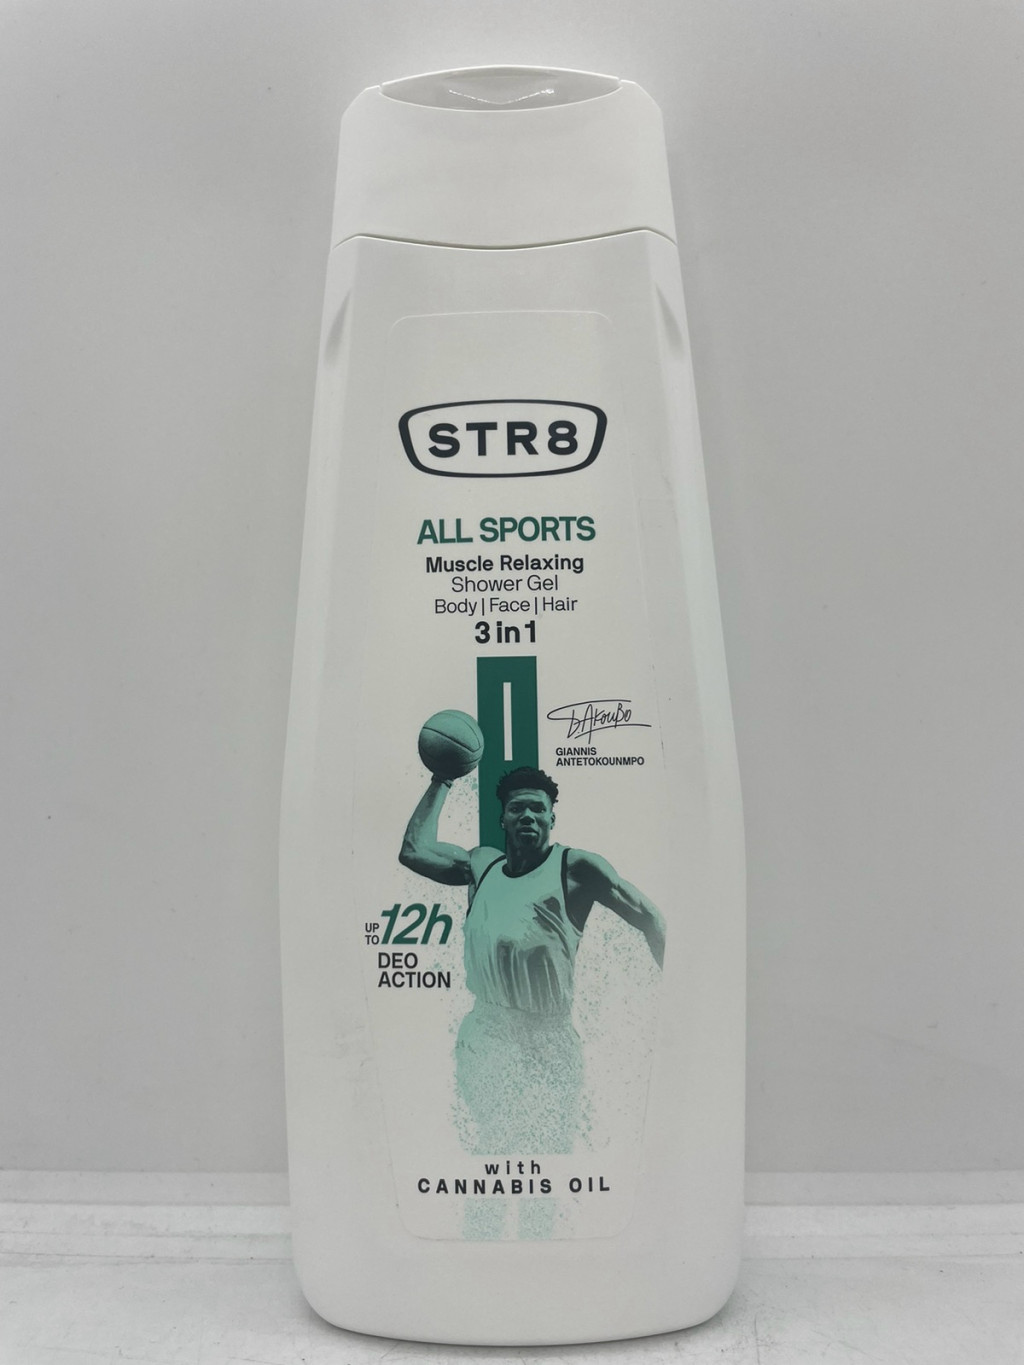 STR8
ALL SPORTS
Muscle Relaxing
Shower Gel
Body | Face | Hair
3 in 1
GIANNIS
ANTETOKOUNMPO
UP TO 12h
DEO
ACTION
with
CANNABIS OIL